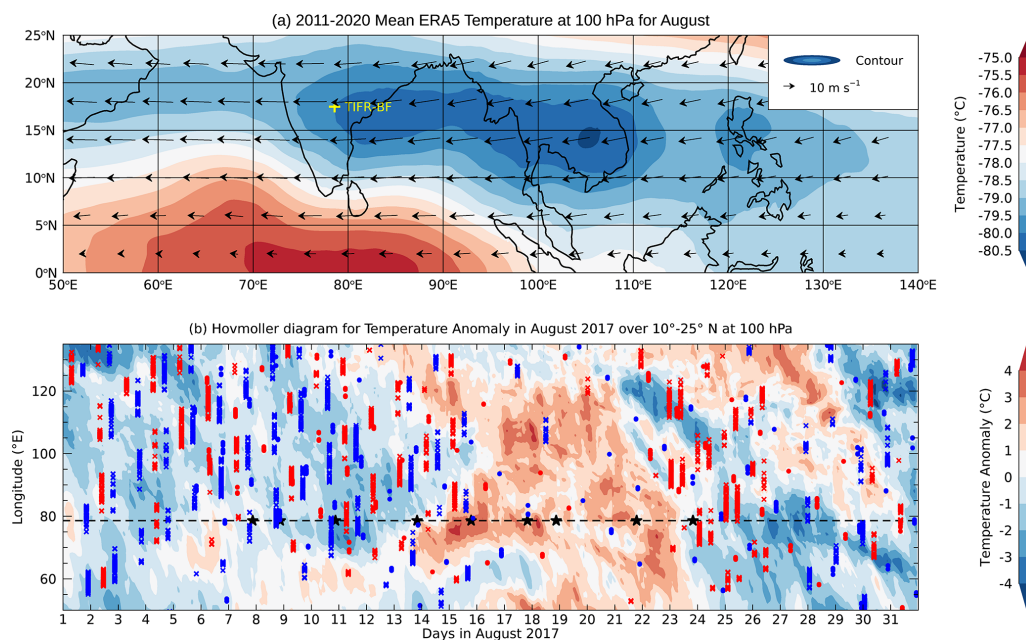 (a) 2011-2020 Mean ERA5 Temperature at 100 hPa for August
25°N
20°N
15°N
10°N
5°N
0°N
TIFR-BF
Contour
10 m s⁻¹
50°E 60°E 70°E 80°E 90°E 100°E 110°E 120°E 130°E 140°E
Temperature (°C)
-75.0
-75.5
-76.0
-76.5
-77.0
-77.5
-78.0
-78.5
-79.0
-79.5
-80.0
-80.5
(b) Hovmoller diagram for Temperature Anomaly in August 2017 over 10°-25° N at 100 hPa
Longitude (°E)
120
100
80
60
1 2 3 4 5 6 7 8 9 10 11 12 13 14 15 16 17 18 19 20 21 22 23 24 25 26 27 28 29 30 31
Days in August 2017
Temperature Anomaly (°C)
4
3
2
1
0
-1
-2
-3
-4